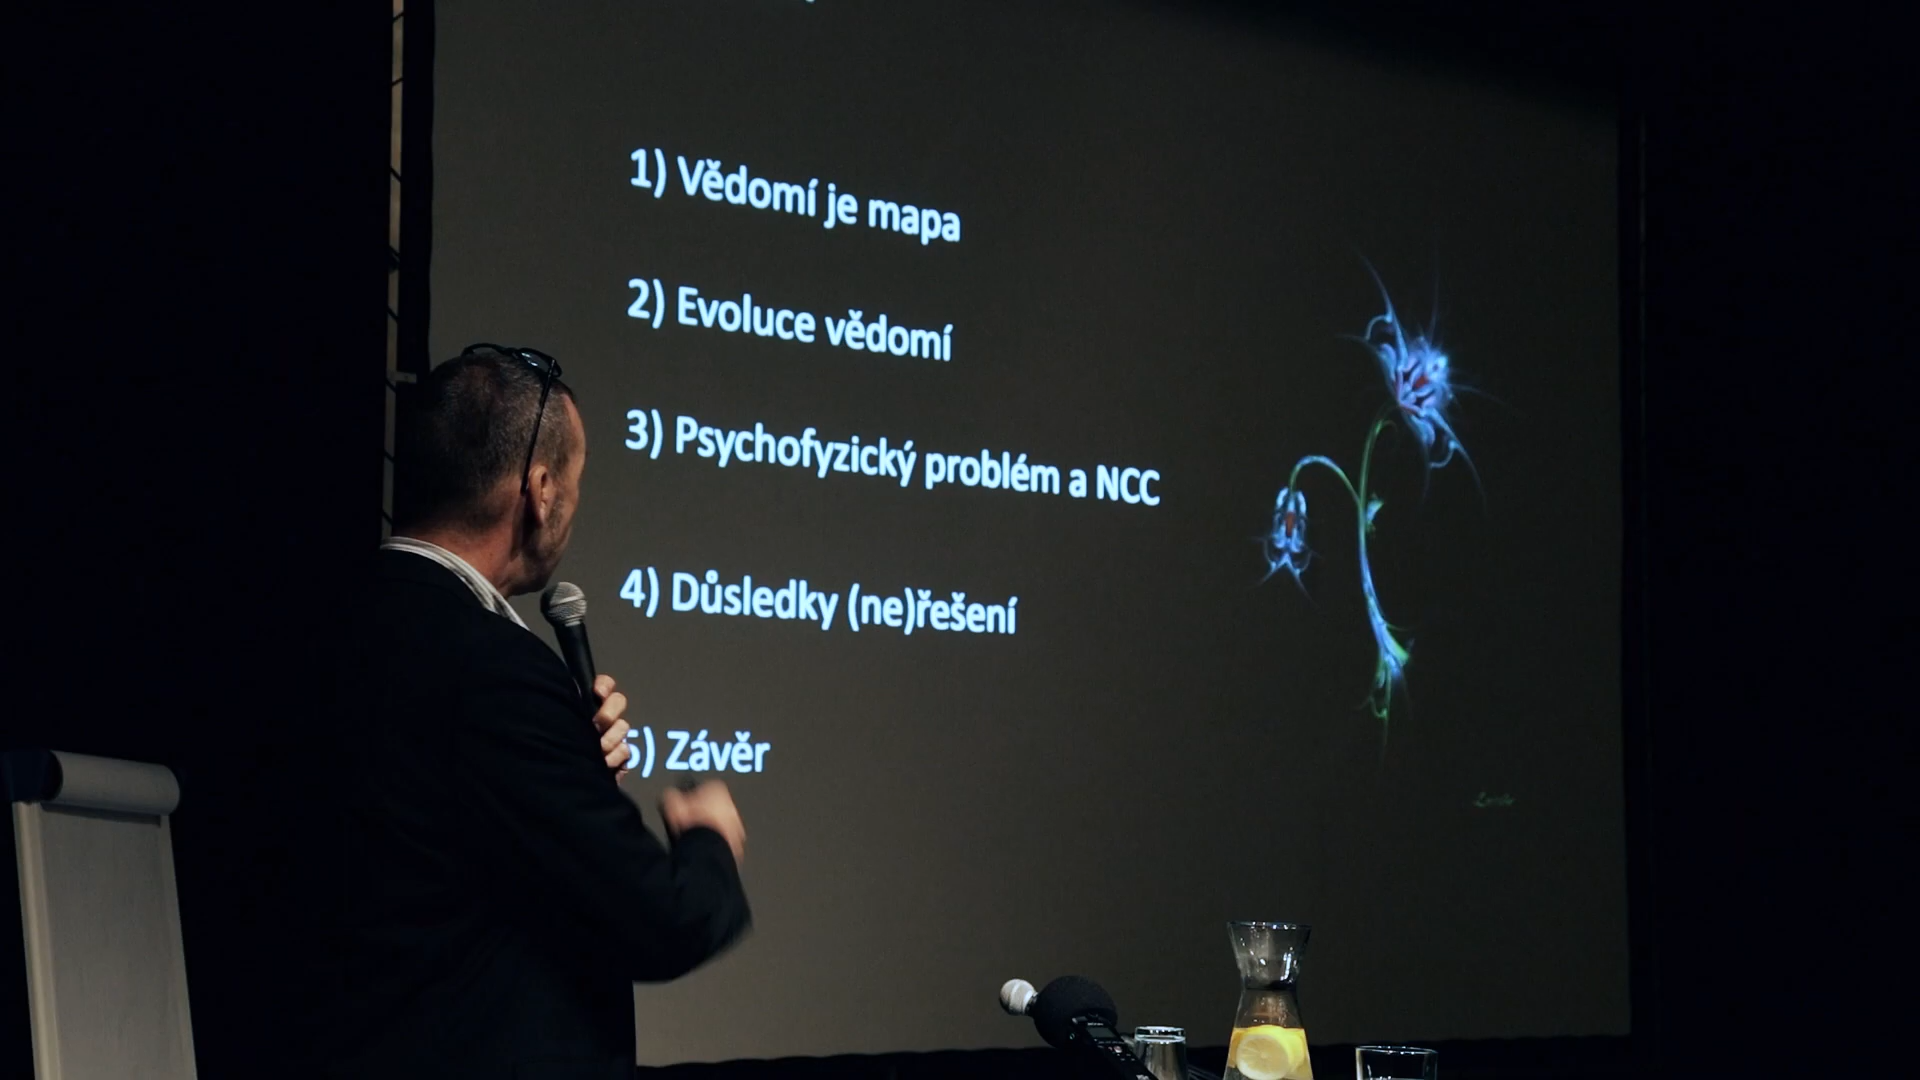 1) Vědomí je mapa
2) Evoluce vědomí
3) Psychofyzický problém a NCC
4) Důsledky (ne)řešení
5) Závěr